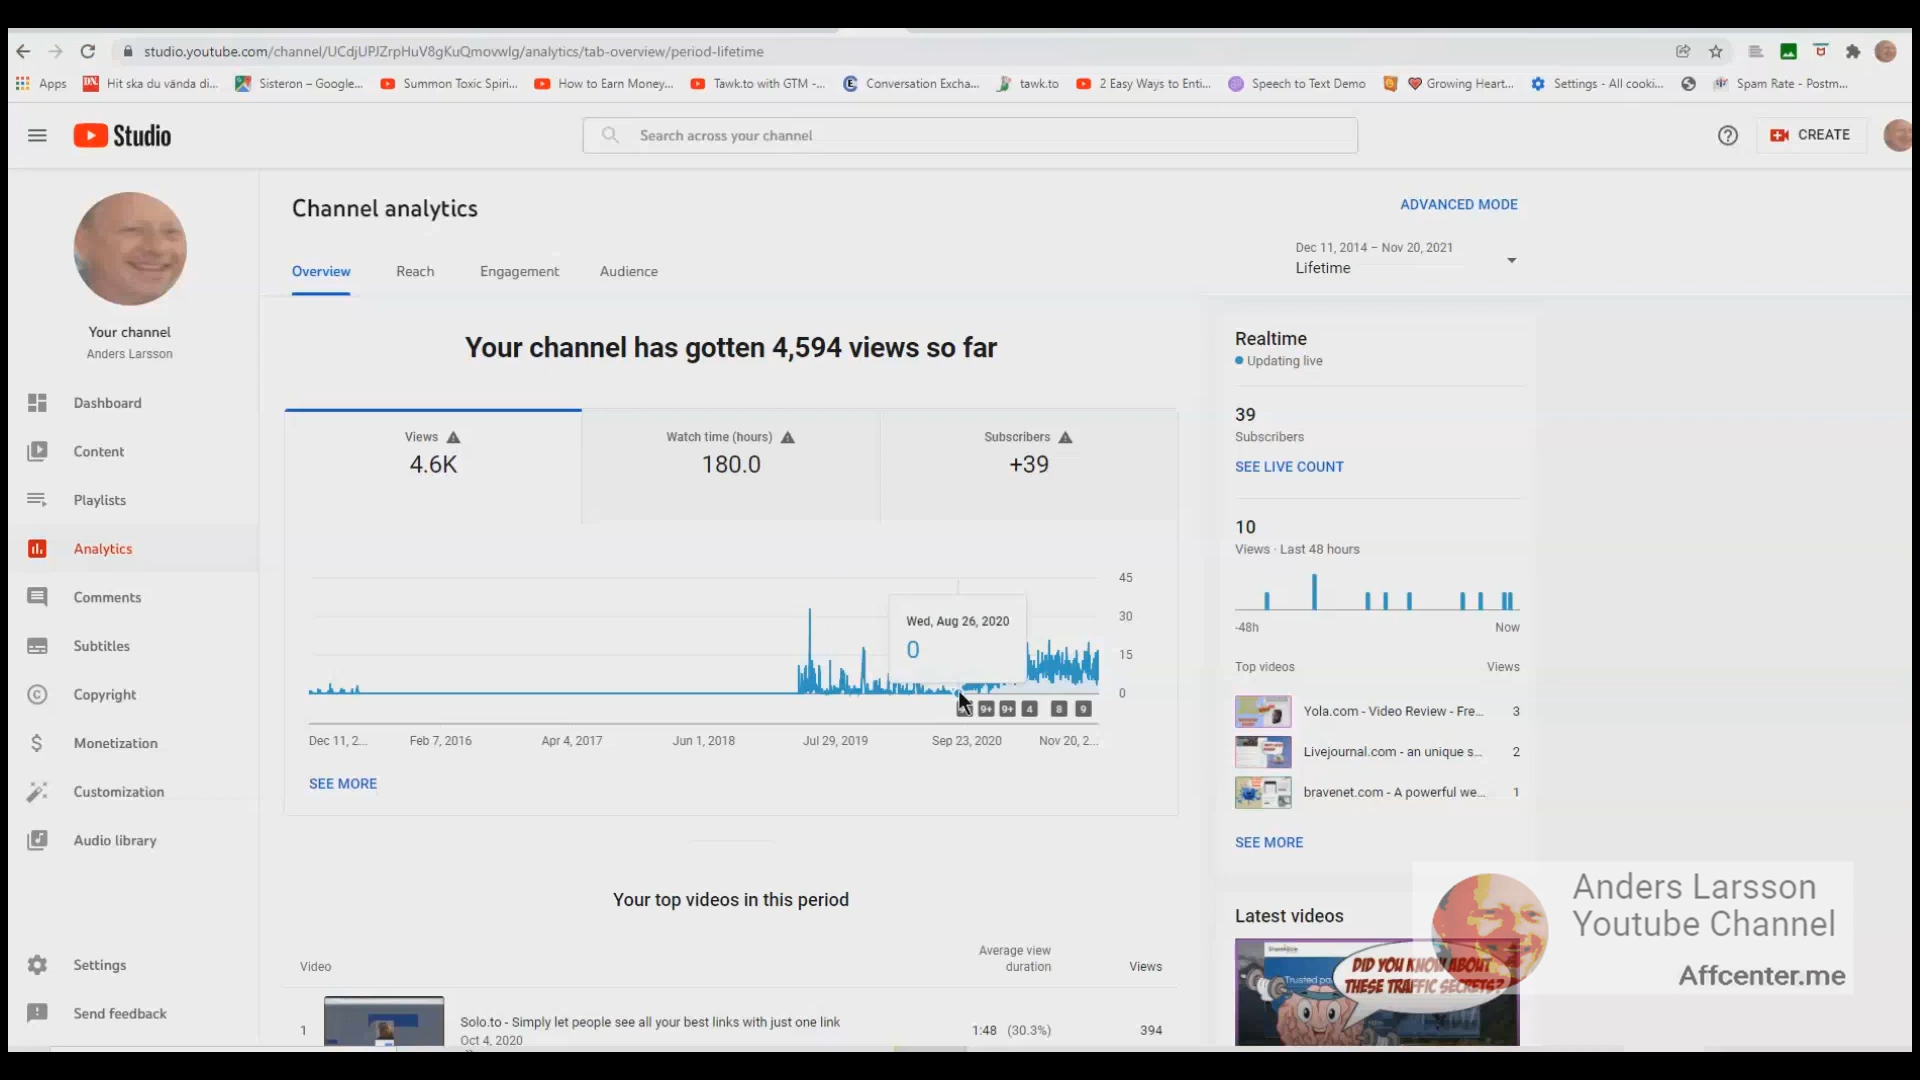 studio.youtube.com/channel/UCdjUPJZrpHuV8gKuQmovwlg/analytics/tab-overview/period-lifetime
Apps
DN.
Hit ska du vända di...
Sisteron – Google...
Summon Toxic Spiri...
How to Earn Money...
Tawk.to with GTM -...
Conversation Excha...
tawk.to
2 Easy Ways to Enti...
Speech to Text Demo
Growing Heart...
Settings - All cooki...
Spam Rate - Postm...
Studio
Search across your channel
CREATE
Your channel
Anders Larsson
Dashboard
Content
Playlists
Analytics
Comments
Subtitles
Copyright
Monetization
Customization
Audio library
Settings
Send feedback
Channel analytics
ADVANCED MODE
Dec 11, 2014 – Nov 20, 2021
Lifetime
Overview
Reach
Engagement
Audience
Your channel has gotten 4,594 views so far
Views
4.6K
Watch time (hours)
180.0
Subscribers
+39
45
30
15
0
Wed, Aug 26, 2020
0
9+
9+
4
8
9
Dec 11, 2...
Feb 7, 2016
Apr 4, 2017
Jun 1, 2018
Jul 29, 2019
Sep 23, 2020
Nov 20, 2...
SEE MORE
Your top videos in this period
Video
Average view
duration
Views
1
Solo.to - Simply let people see all your best links with just one link
Oct 4, 2020
1:48 (30.3%)
394
Realtime
Updating live
39
Subscribers
SEE LIVE COUNT
10
Views · Last 48 hours
-48h
Now
Top videos
Views
Yola.com - Video Review - Fre...
3
Livejournal.com - an unique s...
2
bravenet.com - A powerful we...
1
SEE MORE
Latest videos
ShareASale
Trusted pa
DID YOU KNOW ABOUT
THESE TRAFFIC SECRETS?
Anders Larsson
Youtube Channel
Affcenter.me